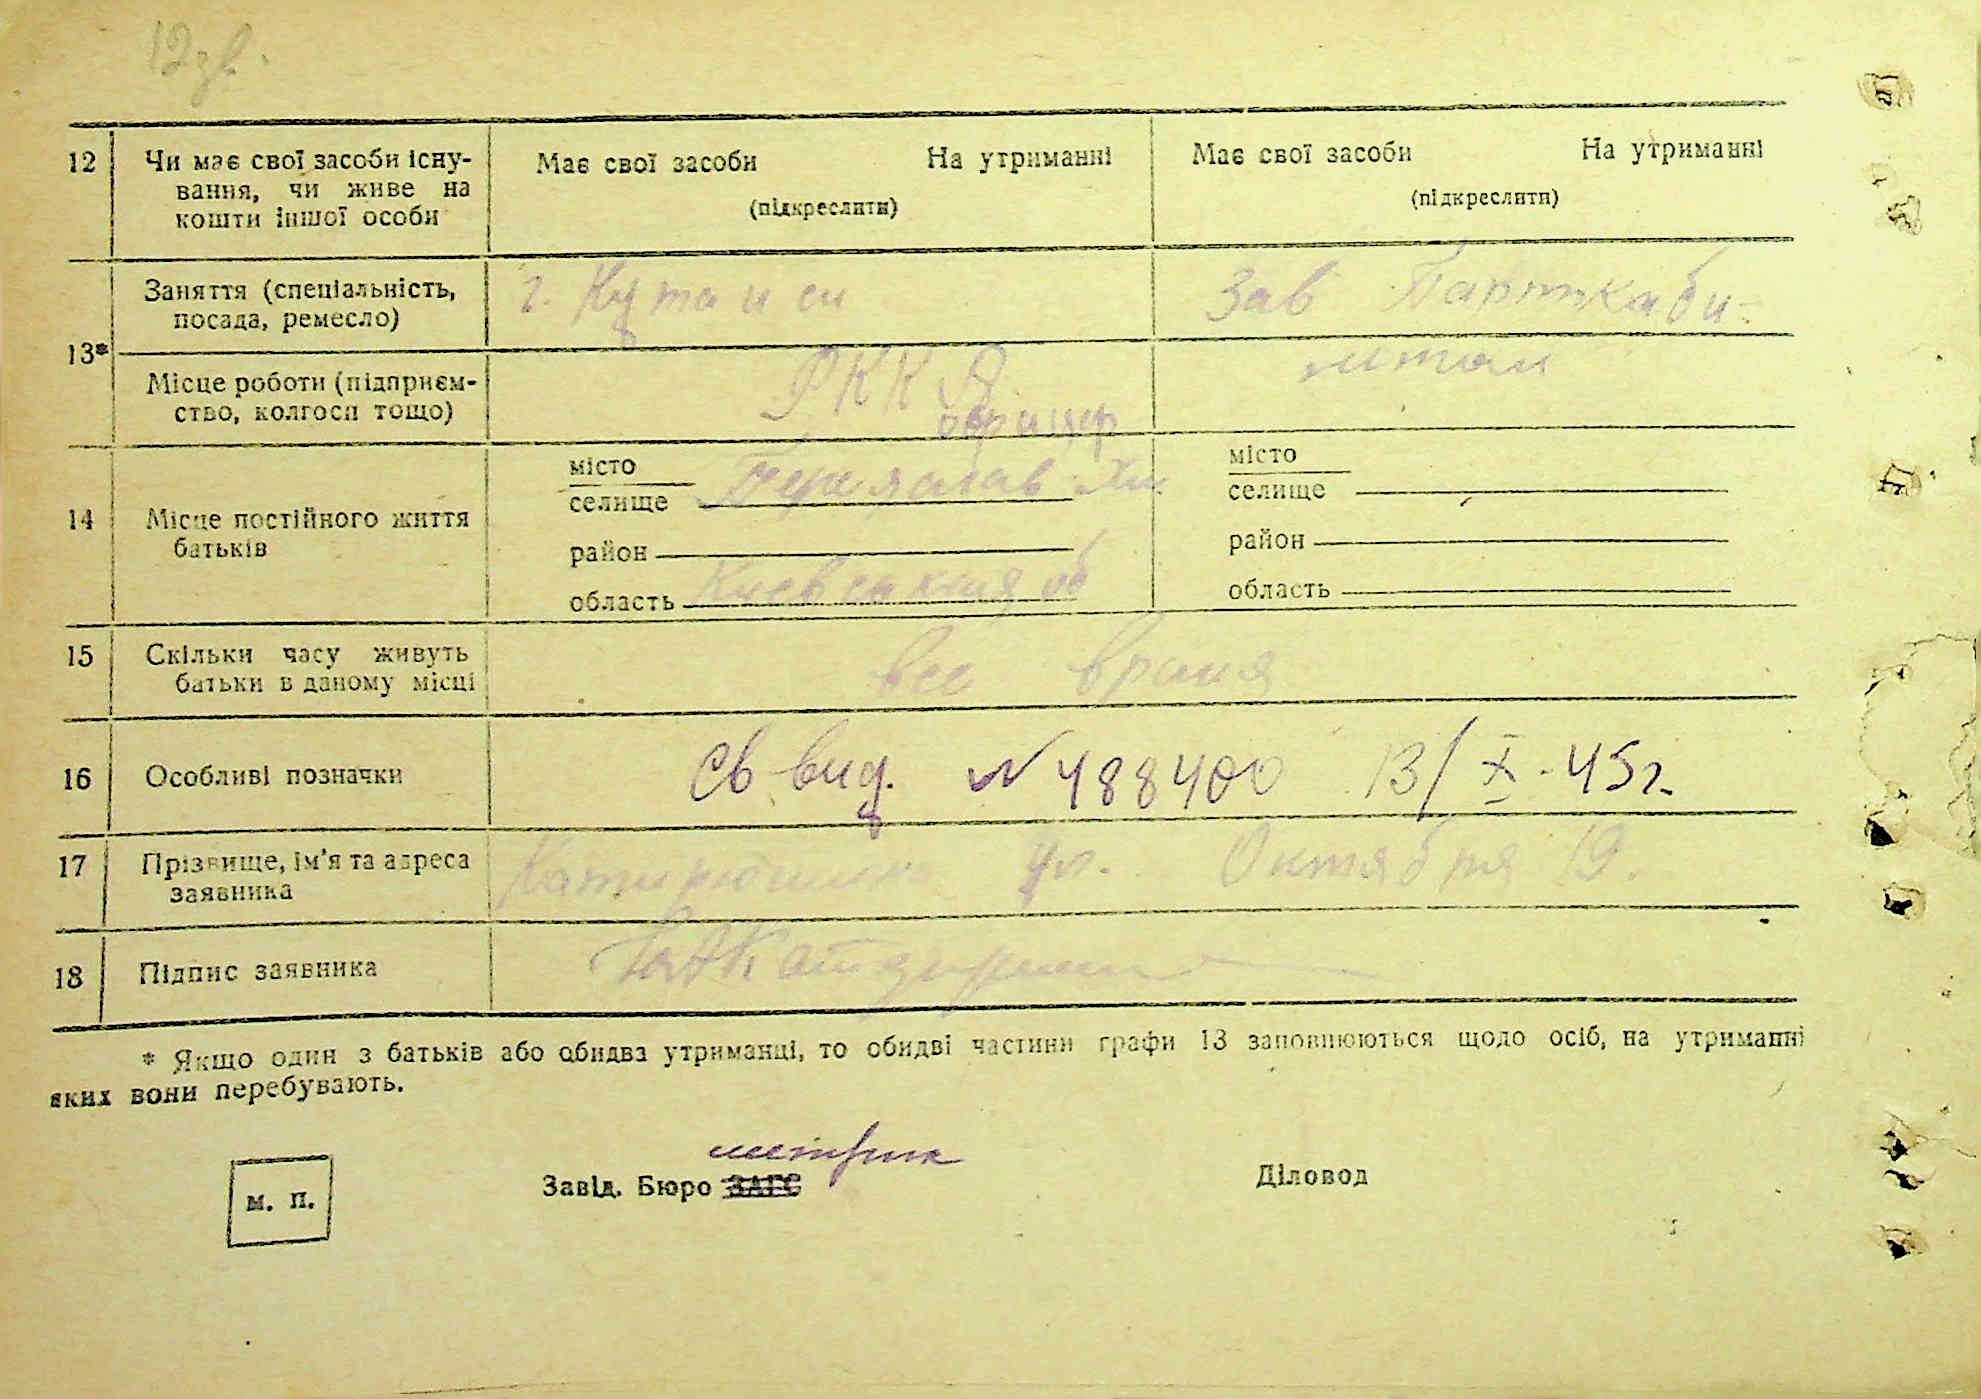 12
Чи має свої засоби існу-
вання, чи живе на
кошти іншої особи
Має свої засоби На утриманні
(підкреслити)
Має свої засоби На утриманні
(підкреслити)
13*
Заняття (спеціальність,
посада, ремесло)
г. Кутаиси
Зав Парткаби-
Місце роботи (підприєм-
ство, колгосп тощо)
РККА
офицер
14
Місце постійного життя
батьків
місто
селище Переяслав Хм.
район
область Киевская об
місто
селище
район
область
15
Скільки часу живуть
батьки в даному місці
все время
16
Особливі позначки
Св вид. № 488400 13/X-45г.
17
Прізвище, ім'я та адреса
заявника
ул. Октября 19.
18
Підпис заявника
* Якщо один з батьків або обидва утриманці, то обидві частини графи 13 заповнюються щодо осіб, на утриманні
яких вони перебувають.
м. п.
Завід. Бюро ЗАГС
Діловод